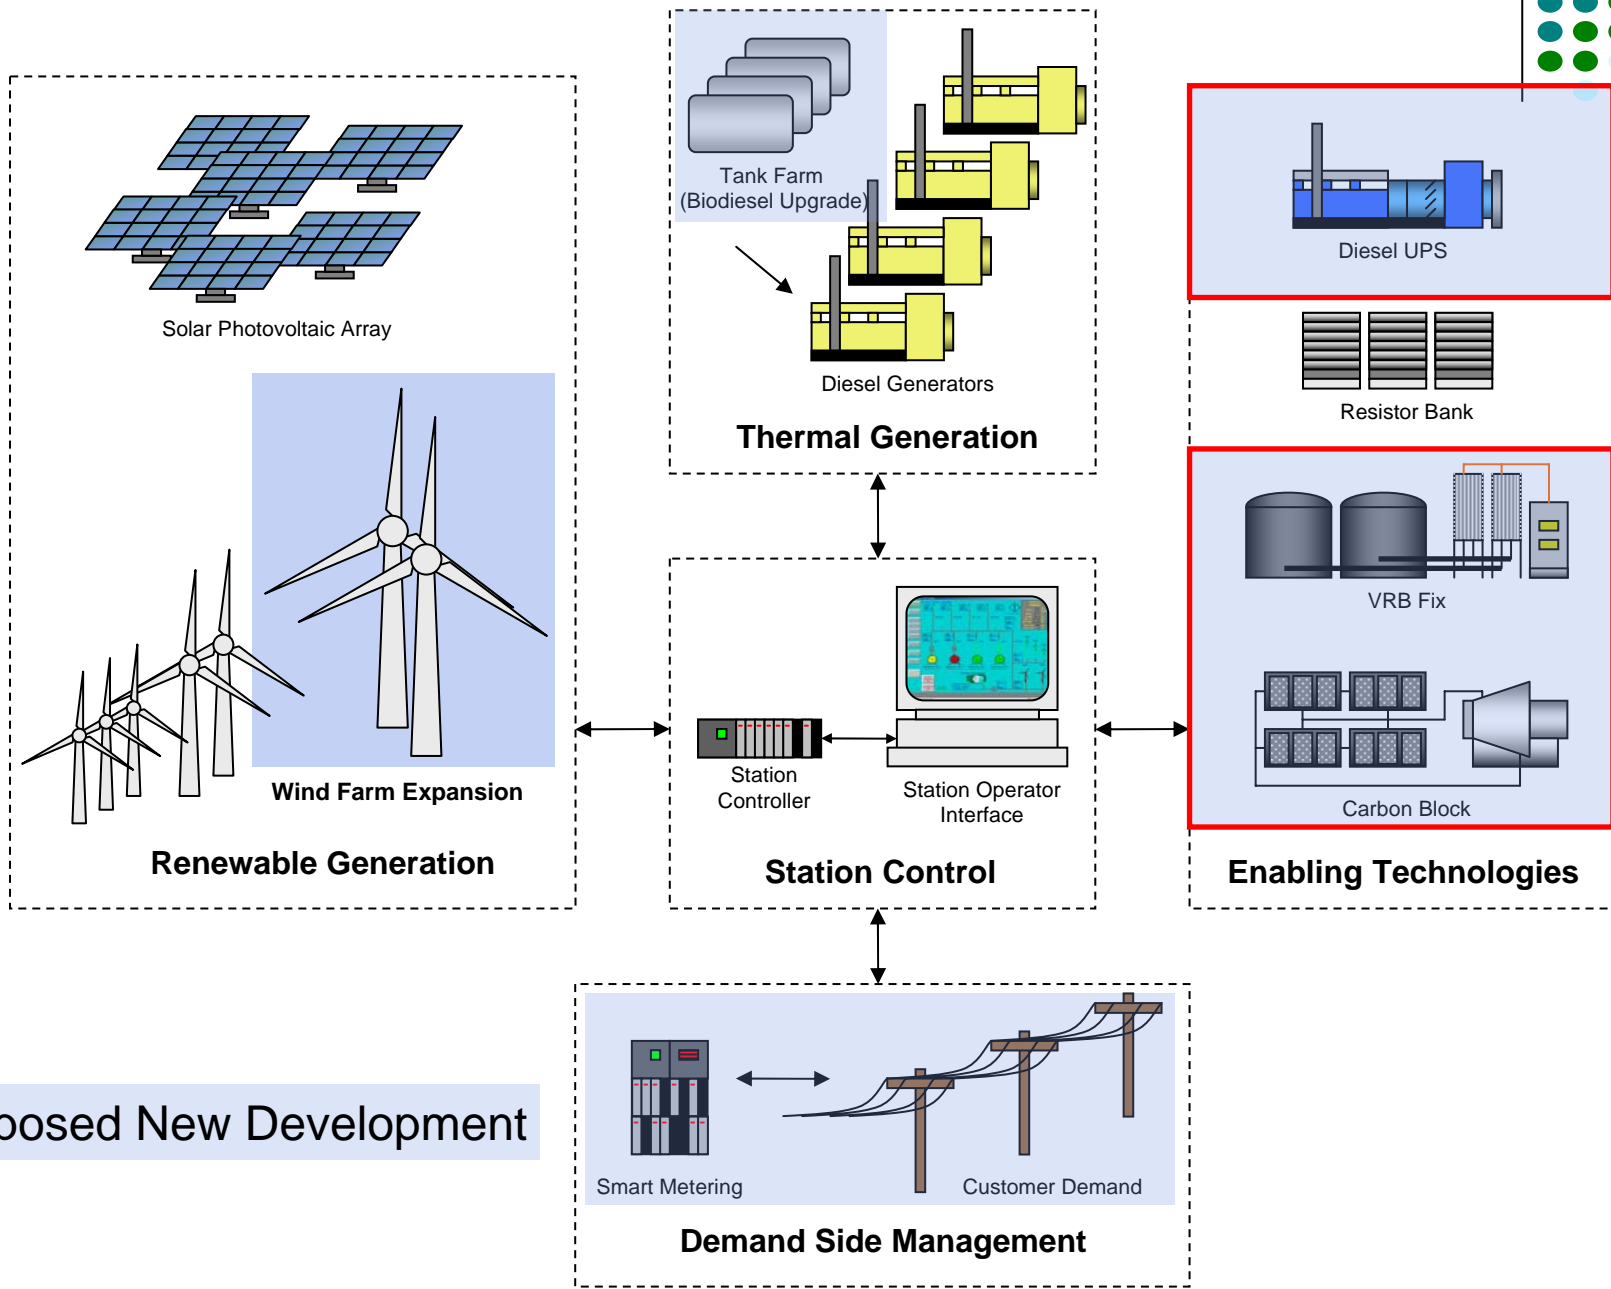 Tank Farm
(Biodiesel Upgrade)
Diesel Generators
Thermal Generation
Solar Photovoltaic Array
Wind Farm Expansion
Renewable Generation
Station
Controller
Station Operator
Interface
Station Control
Diesel UPS
Resistor Bank
VRB Fix
Carbon Block
Enabling Technologies
posed New Development
Smart Metering
Customer Demand
Demand Side Management